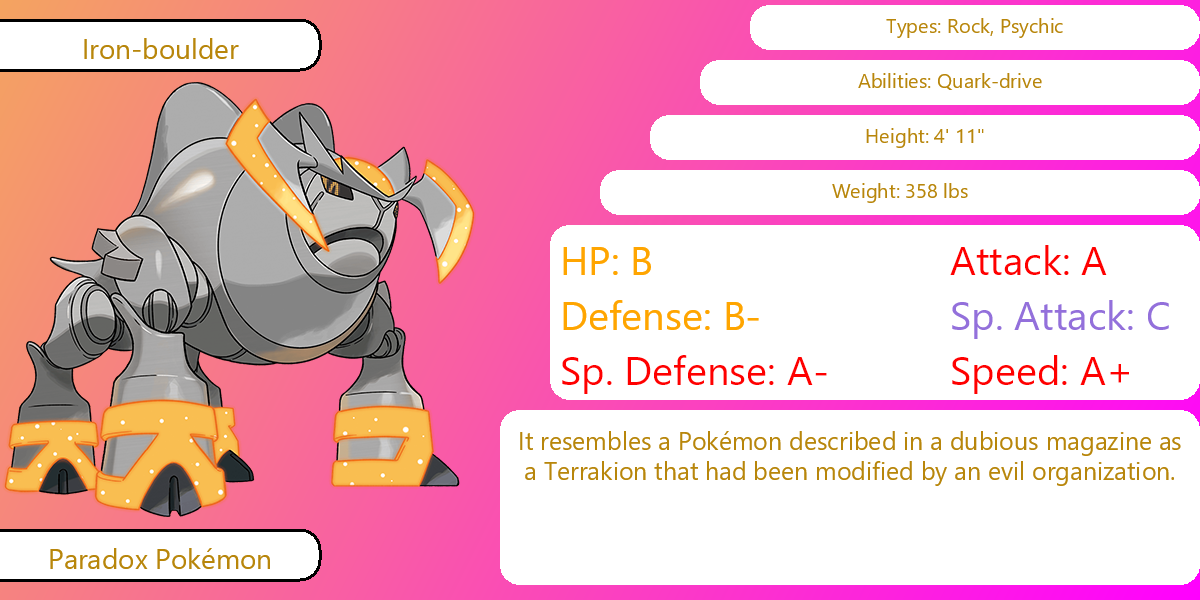 Iron-boulder
Types: Rock, Psychic
Abilities: Quark-drive
Height: 4' 11"
Weight: 358 lbs
HP: B
Attack: A
Defense: B-
Sp. Attack: C
Sp. Defense: A-
Speed: A+
It resembles a Pokémon described in a dubious magazine as
a Terrakion that had been modified by an evil organization.
Paradox Pokémon